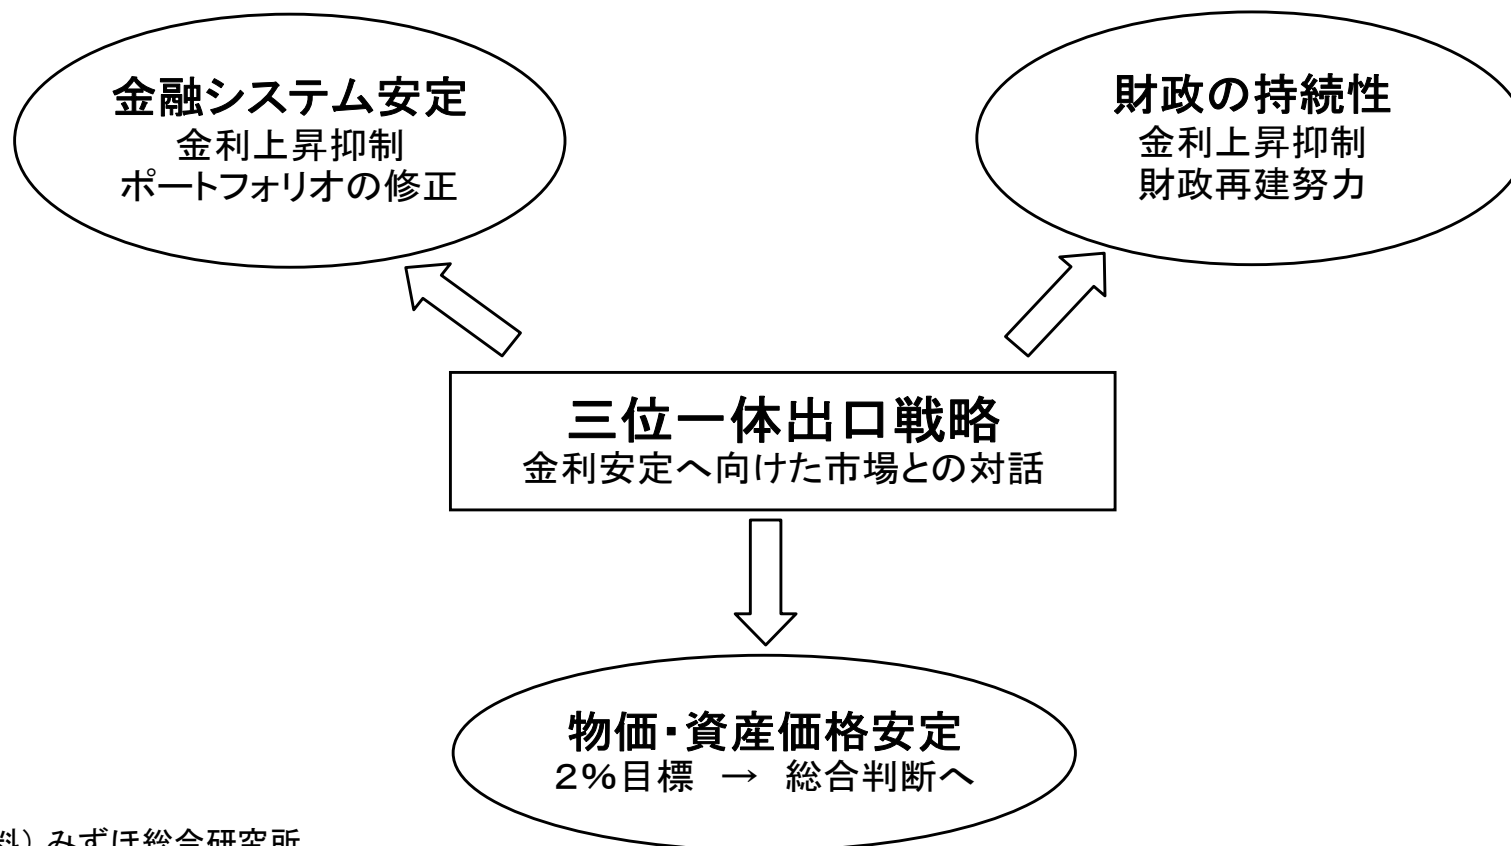 金融システム安定
金利上昇抑制
ポートフォリオの修正
財政の持続性
金利上昇抑制
財政再建努力
三位一体出口戦略
金利安定へ向けた市場との対話
物価・資産価格安定
2%目標 → 総合判断へ
料) みずほ総合研究所